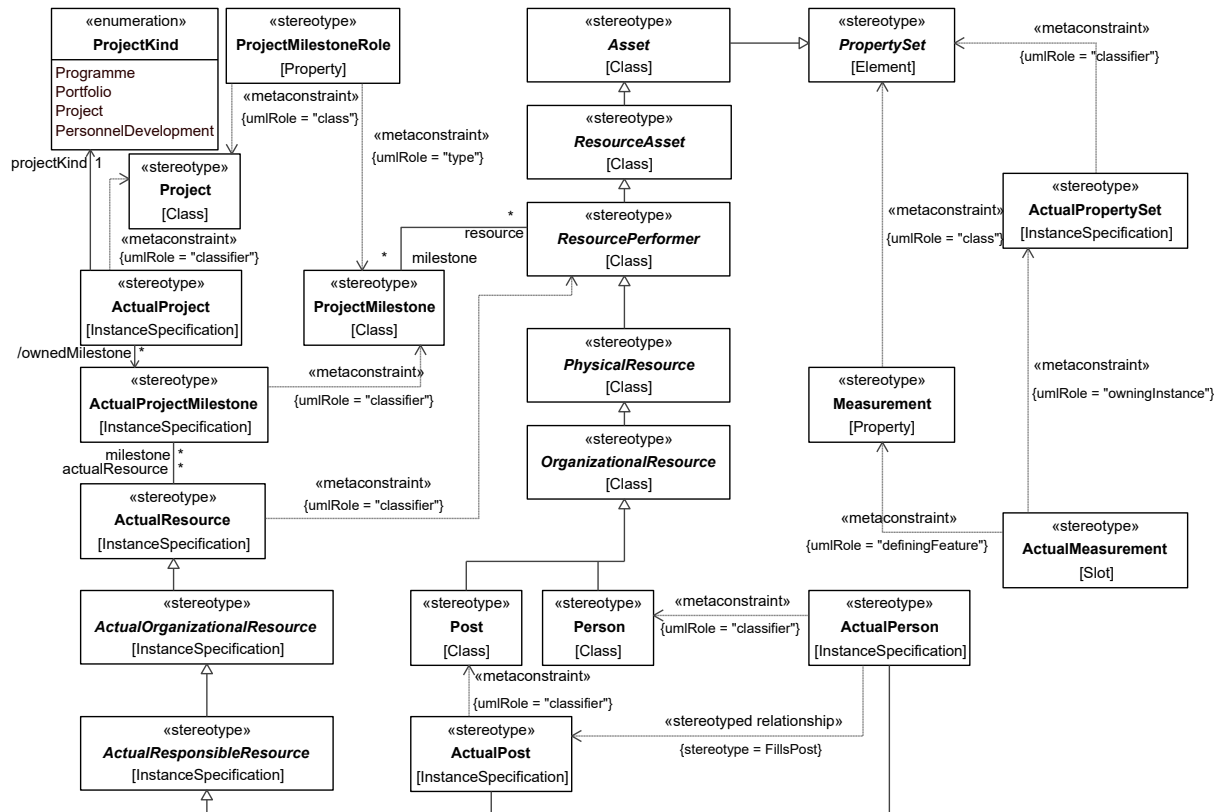 «enumeration»
ProjectKind
Programme
Portfolio
Project
PersonnelDevelopment
«stereotype»
ProjectMilestoneRole
[Property]
«stereotype»
Asset
[Class]
«stereotype»
PropertySet
[Element]
«metaconstraint»
{umlRole = "classifier"}
«metaconstraint»
{umlRole = "class"}
«metaconstraint»
{umlRole = "type"}
«stereotype»
ResourceAsset
[Class]
projectKind 1
«stereotype»
Project
[Class]
«metaconstraint»
{umlRole = "classifier"}
*
resource
milestone
*
«stereotype»
ResourcePerformer
[Class]
«metaconstraint»
{umlRole = "class"}
«stereotype»
ActualPropertySet
[InstanceSpecification]
«stereotype»
ActualProject
[InstanceSpecification]
«stereotype»
ProjectMilestone
[Class]
/ownedMilestone *
«stereotype»
PhysicalResource
[Class]
«stereotype»
ActualProjectMilestone
[InstanceSpecification]
«metaconstraint»
{umlRole = "classifier"}
«stereotype»
Measurement
[Property]
«metaconstraint»
{umlRole = "owningInstance"}
milestone *
actualResource *
«stereotype»
OrganizationalResource
[Class]
«stereotype»
ActualResource
[InstanceSpecification]
«metaconstraint»
{umlRole = "classifier"}
«metaconstraint»
{umlRole = "definingFeature"}
«stereotype»
ActualMeasurement
[Slot]
«stereotype»
ActualOrganizationalResource
[InstanceSpecification]
«stereotype»
Post
[Class]
«stereotype»
Person
[Class]
«metaconstraint»
{umlRole = "classifier"}
«stereotype»
ActualPerson
[InstanceSpecification]
«metaconstraint»
{umlRole = "classifier"}
«stereotype»
ActualResponsibleResource
[InstanceSpecification]
«stereotype»
ActualPost
[InstanceSpecification]
«stereotyped relationship»
{stereotype = FillsPost}